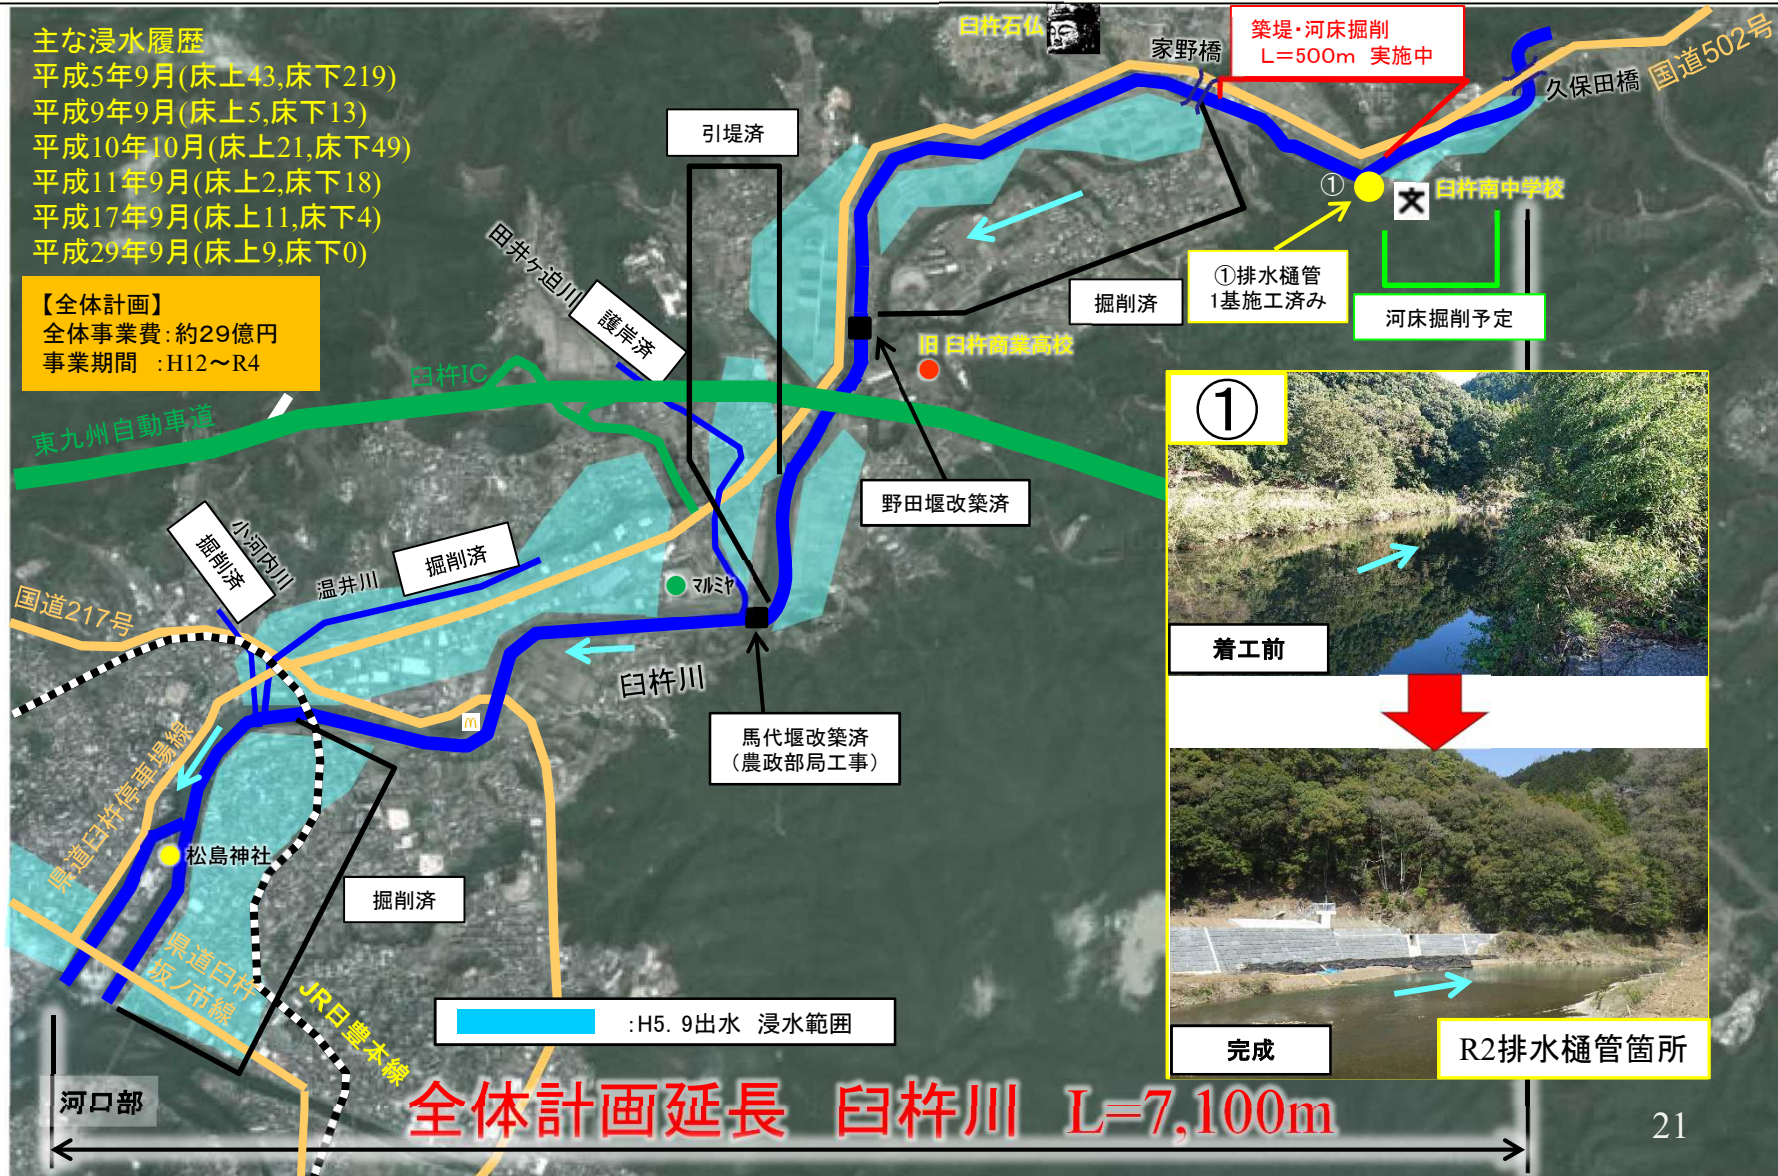 主な浸水履歴
平成5年9月(床上43,床下219)
平成9年9月(床上5,床下13)
平成10年10月(床上21,床下49)
平成11年9月(床上2,床下18)
平成17年9月(床上11,床下4)
平成29年9月(床上9,床下0)
【全体計画】
全体事業費：約29億円
事業期間　：H12～R4
臼杵石仏
家野橋
築堤・河床掘削
L=500m 実施中
久保田橋
国道502号
引堤済
①
臼杵南中学校
文
田井ヶ迫川
護岸済
掘削済
①排水樋管
1基施工済み
河床掘削予定
旧 臼杵商業高校
臼杵IC
東九州自動車道
野田堰改築済
小河内川
掘削済
温井川
掘削済
マルミヤ
国道217号
臼杵川
馬代堰改築済
（農政部局工事）
県道臼杵停車場線
松島神社
掘削済
県道臼杵
坂ノ市線
JR日豊本線
：H5．9出水 浸水範囲
①
着工前
完成
R2排水樋管箇所
河口部
全体計画延長　臼杵川　L=7,100m
21